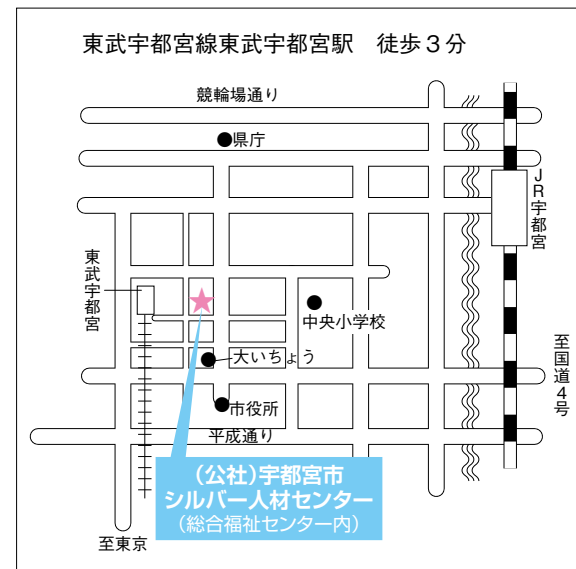 東武宇都宮線東武宇都宮駅　徒歩３分
競輪場通り
県庁
JR宇都宮
東武宇都宮
中央小学校
大いちょう
至国道4号
市役所
平成通り
（公社）宇都宮市
シルバー人材センター
（総合福祉センター内）
至東京